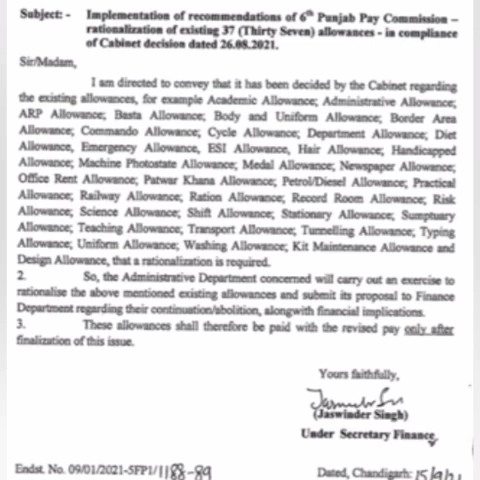 Subject: - Implementation of recommendations of 6th Punjab Pay Commission –
rationalization of existing 37 (Thirty Seven) allowances - in compliance
of Cabinet decision dated 26.08.2021.
Sir/Madam,
I am directed to convey that it has been decided by the Cabinet regarding
the existing allowances, for example Academic Allowance; Administrative Allowance;
ARP Allowance; Basta Allowance; Body and Uniform Allowance; Border Area
Allowance; Commando Allowance; Cycle Allowance; Department Allowance; Diet
Allowance, Emergency Allowance, ESI Allowance, Hair Allowance; Handicapped
Allowance; Machine Photostate Allowance; Medal Allowance; Newspaper Allowance;
Office Rent Allowance; Patwar Khana Allowance; Petrol/Diesel Allowance; Practical
Allowance; Railway Allowance; Ration Allowance; Record Room Allowance; Risk
Allowance; Science Allowance; Shift Allowance; Stationary Allowance; Sumptuary
Allowance; Teaching Allowance; Transport Allowance; Tunnelling Allowance; Typing
Allowance; Uniform Allowance; Washing Allowance; Kit Maintenance Allowance and
Design Allowance, that a rationalization is required.
2. So, the Administrative Department concerned will carry out an exercise to
rationalise the above mentioned existing allowances and submit its proposal to Finance
Department regarding their continuation/abolition, alongwith financial implications.
3. These allowances shall therefore be paid with the revised pay only after
finalization of this issue.
Yours faithfully,
(Jaswinder Singh)
Under Secretary Finance
Endst. No. 09/01/2021-5FP1/1188-89 Dated, Chandigarh: 15/9/21